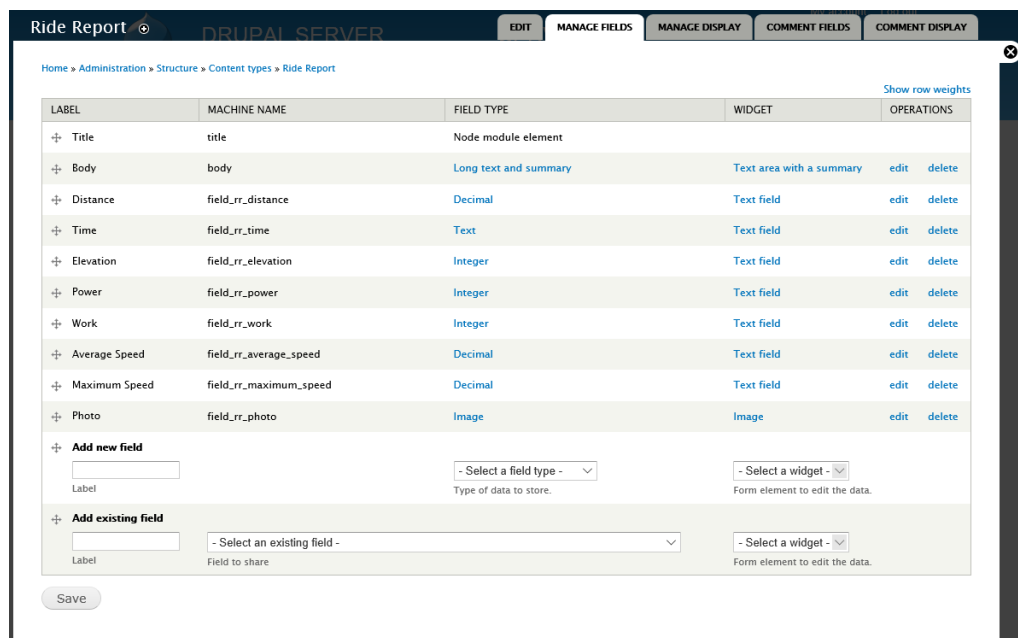 Ride Report
DRUPAL SERVER
EDIT
MANAGE FIELDS
MANAGE DISPLAY
COMMENT FIELDS
COMMENT DISPLAY
Home » Administration » Structure » Content types » Ride Report
Show row weights
LABEL MACHINE NAME FIELD TYPE WIDGET OPERATIONS
Title title Node module element
Body body Long text and summary Text area with a summary edit delete
Distance field_rr_distance Decimal Text field edit delete
Time field_rr_time Text Text field edit delete
Elevation field_rr_elevation Integer Text field edit delete
Power field_rr_power Integer Text field edit delete
Work field_rr_work Integer Text field edit delete
Average Speed field_rr_average_speed Decimal Text field edit delete
Maximum Speed field_rr_maximum_speed Decimal Text field edit delete
Photo field_rr_photo Image Image edit delete
Add new field
- Select a field type - - Select a widget -
Label Type of data to store. Form element to edit the data.
Add existing field
- Select an existing field - - Select a widget -
Label Field to share Form element to edit the data.
Save